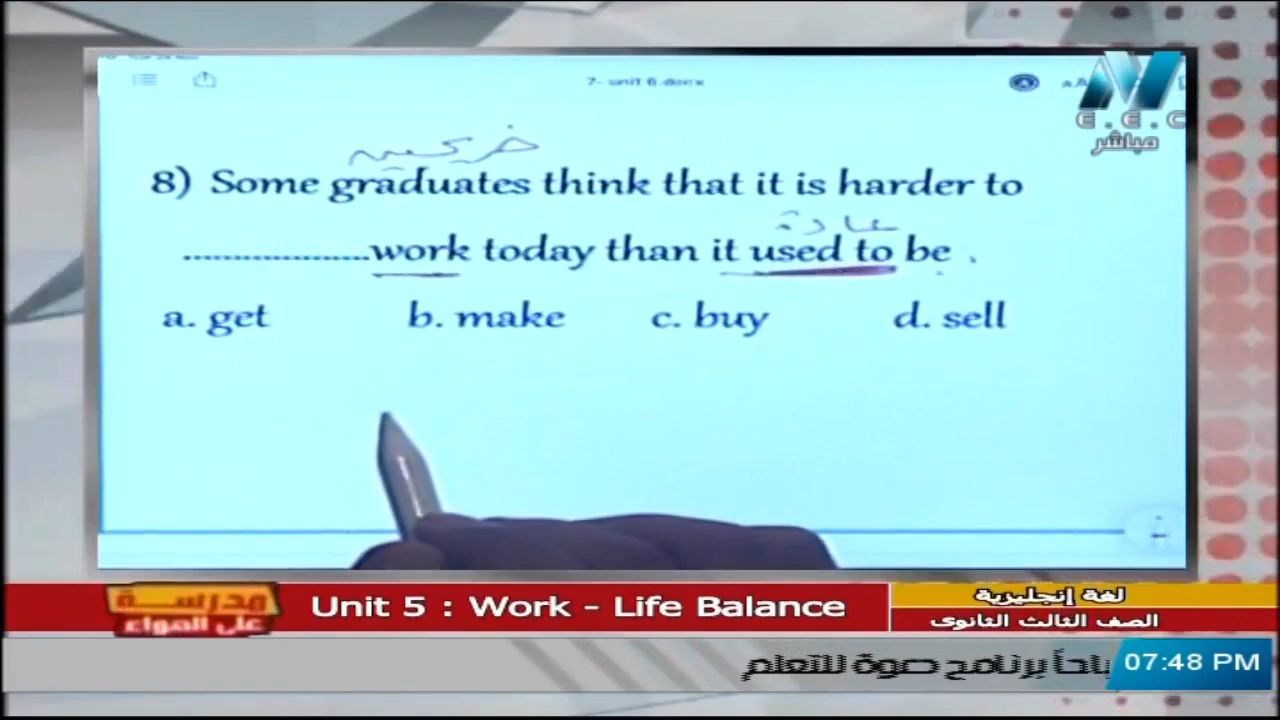 7- unit 6.docx
E.E.C
مباشر
خريجين
8) Some graduates think that it is harder to
عادة
..................work today than it used to be .
a. get b. make c. buy d. sell
مدرسة
على الهواء
Unit 5 : Work - Life Balance
لغة إنجليزية
الصف الثالث الثانوى
برنامج صوة للتعلم
07:48 PM